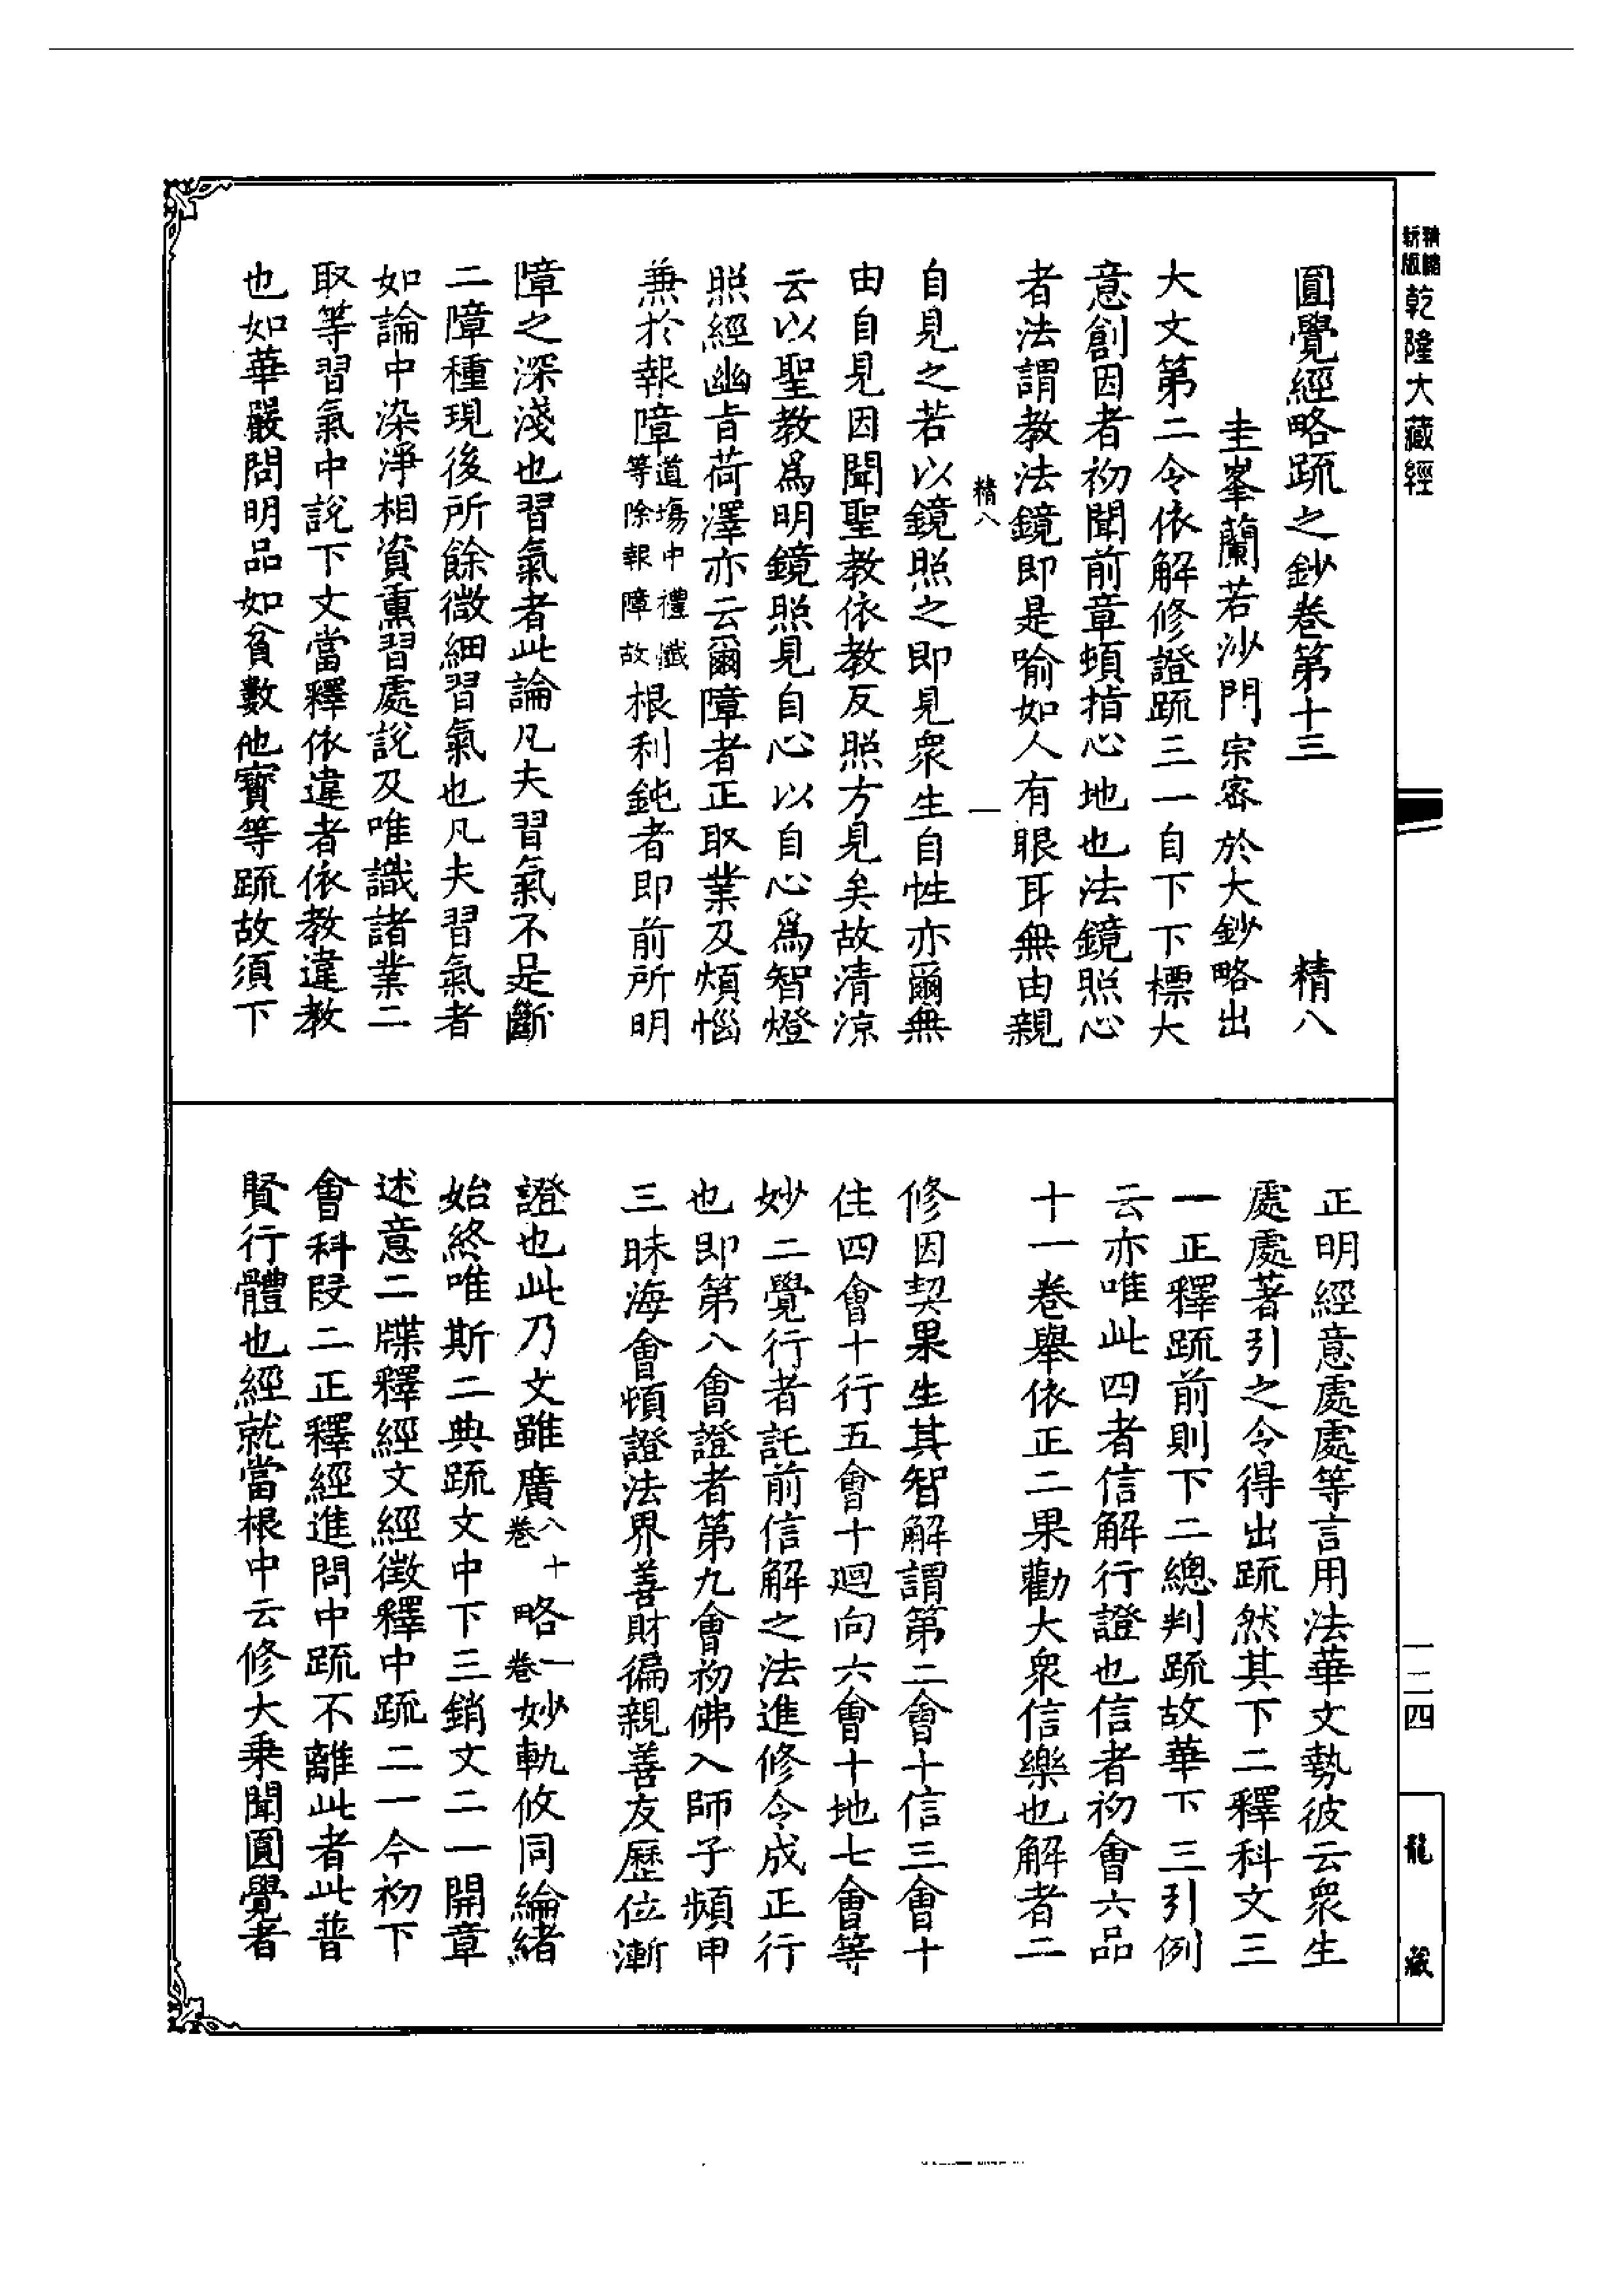 精繕
新版
乾隆大藏經
圓覺經略疏之鈔卷第十三 精八
圭峯蘭若沙門宗密於大鈔略出
大文第二令依解修證疏三一自下下標大
意創因者初聞前章頓指心地也法鏡照心
者法謂教法鏡即是喻如人有眼耳無由親
精八 一
自見之若以鏡照之即見衆生自性亦爾無
由自見因聞聖教依教反照方見矣故清涼
云以聖教爲明鏡照見自心以自心爲智燈
照經幽旨荷澤亦云爾障者正取業及煩惱
兼於報障道塲中禮懺等除報障故根利鈍者即前所明
障之深淺也習氣者此論凡夫習氣不是斷
二障種現後所餘微細習氣也凡夫習氣者
如論中染淨相資熏習處說及唯識諸業二
取等習氣中說下文當釋依違者依教違教
也如華嚴問明品如貧數他寶等疏故須下
正明經意處處等言用法華文勢彼云衆生
處處著引之令得出疏然其下二釋科文三
一正釋疏前則下二總判疏故華下三引例
云亦唯此四者信解行證也信者初會六品
十一卷舉依正二果勸大衆信樂也解者二
修因契果生其智解謂第二會十信三會十
住四會十行五會十廻向六會十地七會等
妙二覺行者託前信解之法進修令成正行
也即第八會證者第九會初佛入師子頻申
三昧海會頓證法界善財徧親善友歷位漸
證也此乃文雖廣八十卷略一卷妙軌攸同綸緒
始終唯斯二典疏文中下三銷文二一開章
述意二牒釋經文經徵釋中疏二一今初下
會科段二正釋經進問中疏不離此者此普
賢行體也經就當根中云修大乘聞圓覺者
一二四
龍藏